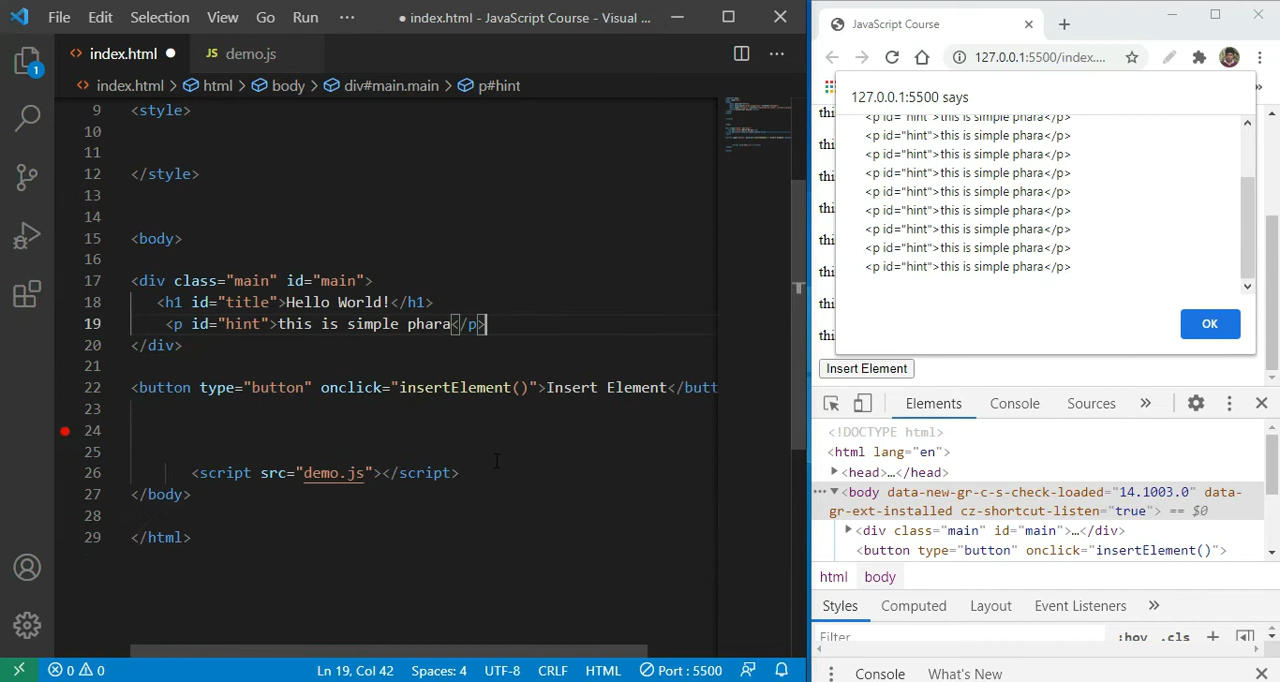 File Edit Selection View Go Run ··· ● index.html - JavaScript Course - Visual ...
1
<> index.html ●
JS demo.js
<> index.html > html > body > div#main.main > p#hint
9 <style>
10
11
12 </style>
13
14
15 <body>
16
17 <div class="main" id="main">
18 <h1 id="title">Hello World!</h1>
19 <p id="hint">this is simple phara</p>
20 </div>
21
22 <button type="button" onclick="insertElement()">Insert Element</butt
23
24
25
26 <script src="demo.js"></script>
27 </body>
28
29 </html>
0 0 Ln 19, Col 42 Spaces: 4 UTF-8 CRLF HTML Port : 5500
JavaScript Course
127.0.0.1:5500/index....
127.0.0.1:5500 says
<p id="hint">this is simple phara</p>
<p id="hint">this is simple phara</p>
<p id="hint">this is simple phara</p>
<p id="hint">this is simple phara</p>
<p id="hint">this is simple phara</p>
<p id="hint">this is simple phara</p>
<p id="hint">this is simple phara</p>
<p id="hint">this is simple phara</p>
<p id="hint">this is simple phara</p>
OK
Insert Element
Elements Console Sources »
<!DOCTYPE html>
<html lang="en">
<head>…</head>
<body data-new-gr-c-s-check-loaded="14.1003.0" data-
gr-ext-installed cz-shortcut-listen="true"> == $0
<div class="main" id="main">…</div>
<button type="button" onclick="insertElement()">
html body
Styles Computed Layout Event Listeners »
Filter :hov .cls +
Console What's New